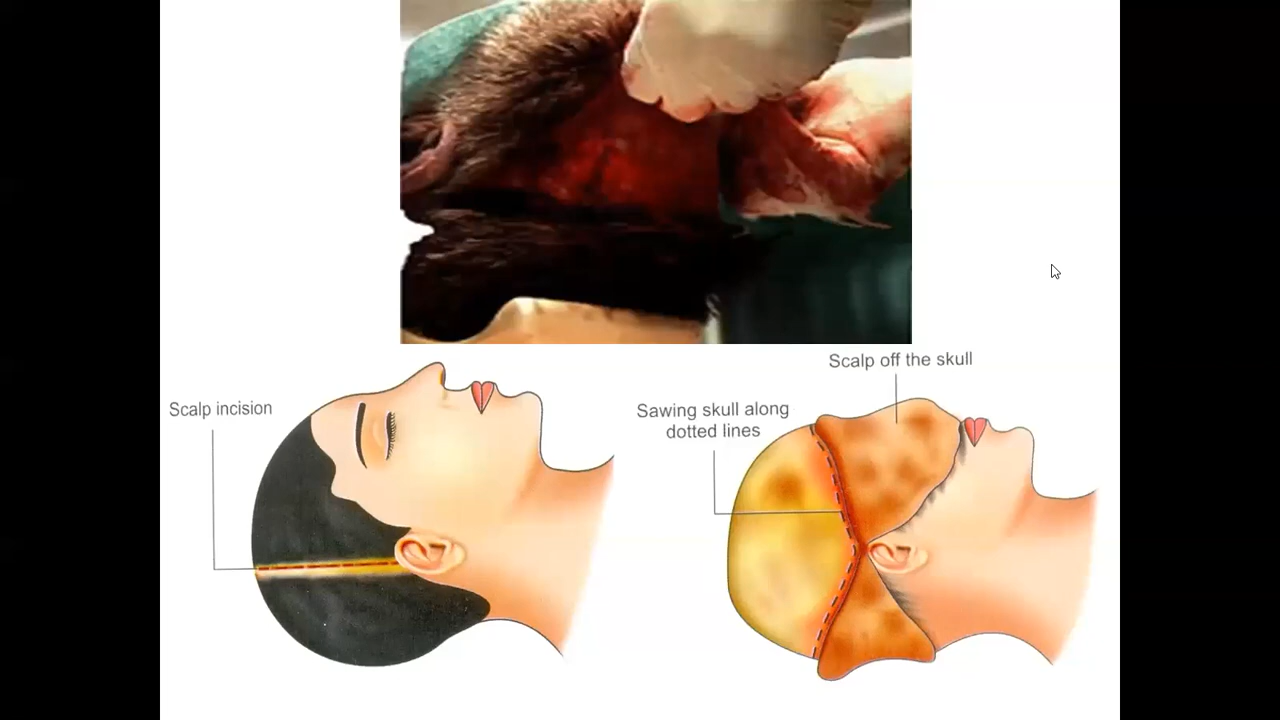 Scalp off the skull
Scalp incision
Sawing skull along
dotted lines